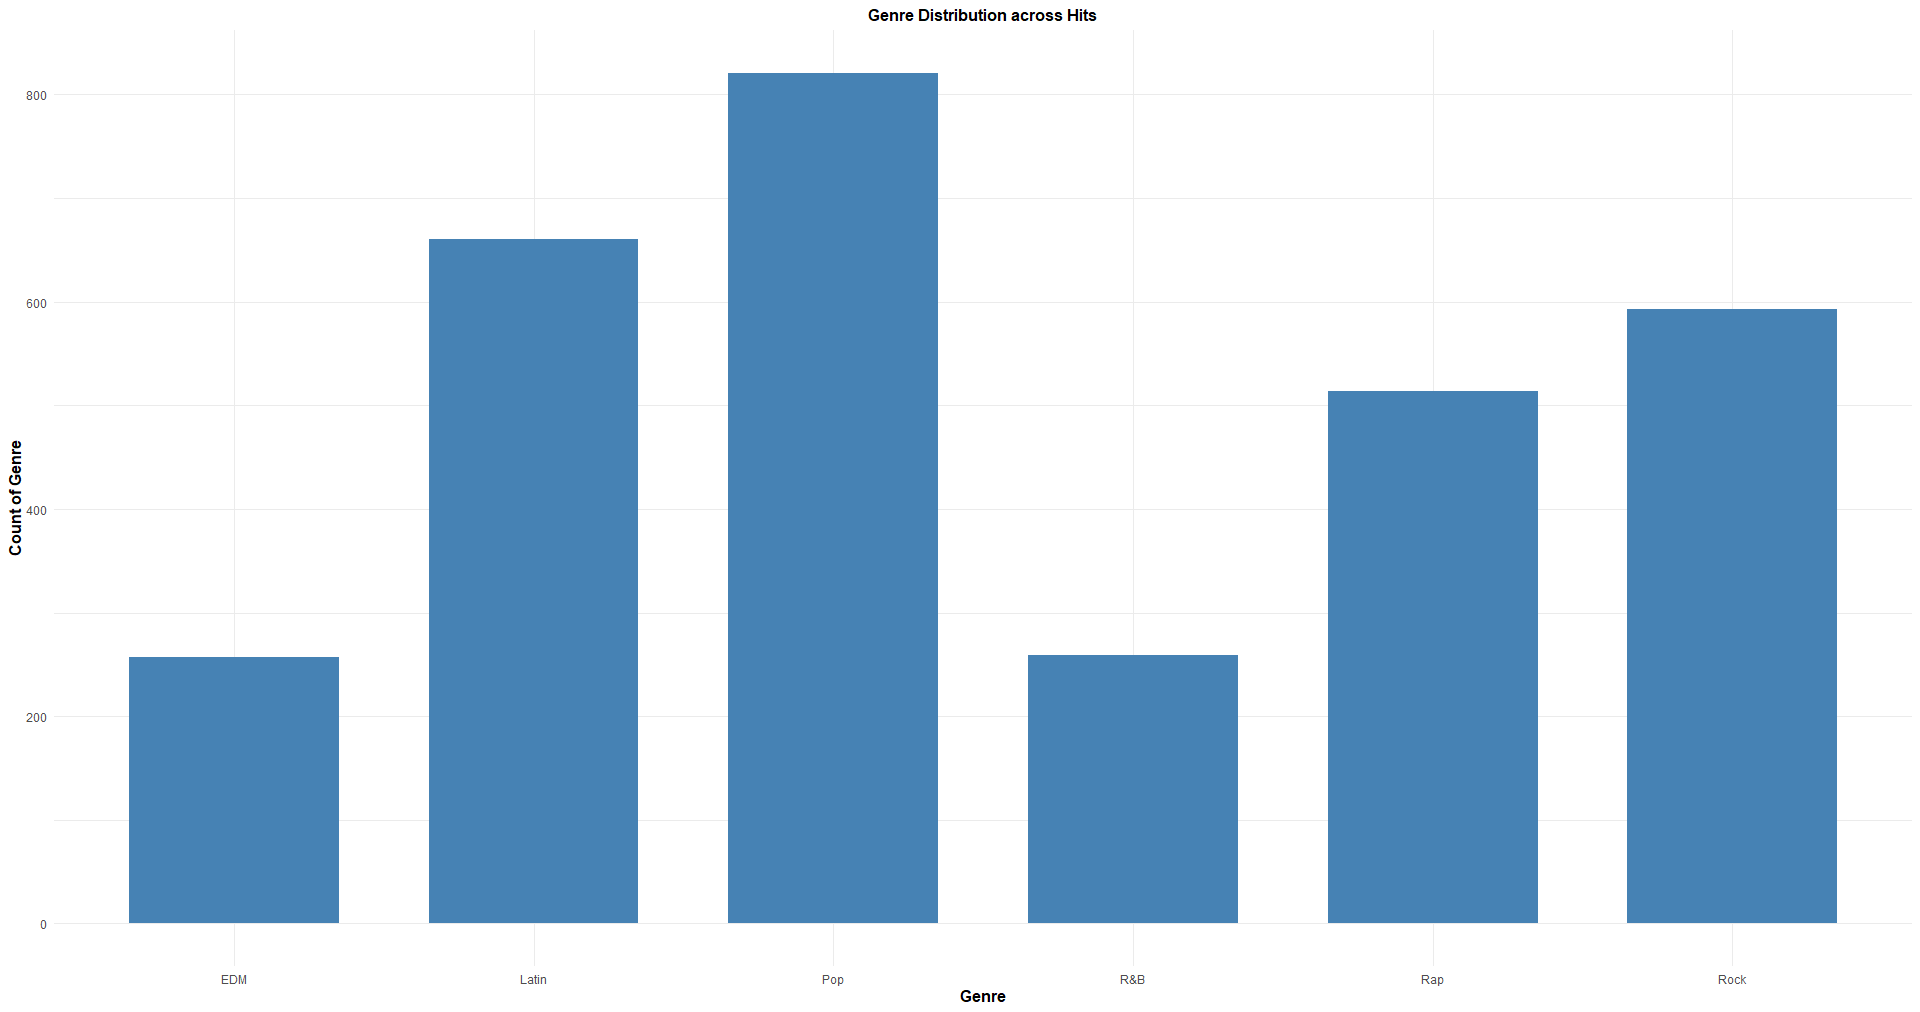 Genre Distribution across Hits
Count of Genre
800
600
400
200
0
EDM Latin Pop R&B Rap Rock
Genre